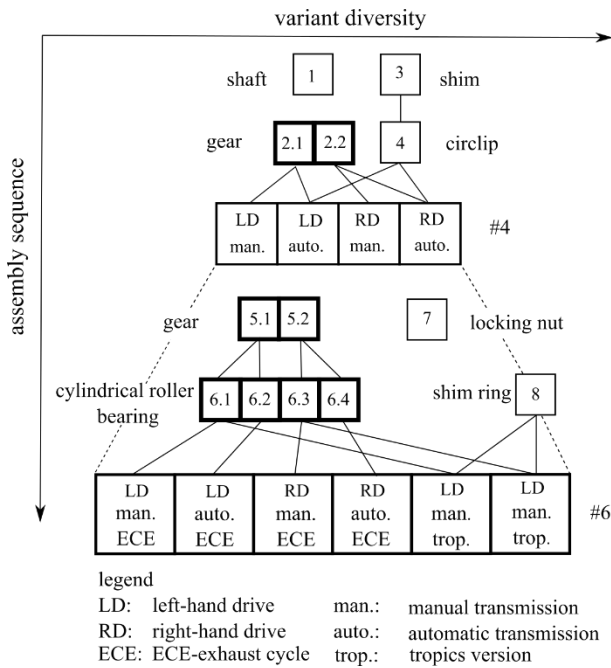 variant diversity
assembly sequence
shaft 1 3 shim
gear 2.1 2.2 4 circlip
LD LD RD RD
man. auto. man. auto.
#4
gear 5.1 5.2 7 locking nut
cylindrical roller
bearing
6.1 6.2 6.3 6.4
shim ring 8
LD LD RD RD LD LD
man. auto. man. auto. man. man.
ECE ECE ECE ECE trop. trop.
#6
legend
LD: left-hand drive man.: manual transmission
RD: right-hand drive auto.: automatic transmission
ECE: ECE-exhaust cycle trop.: tropics version